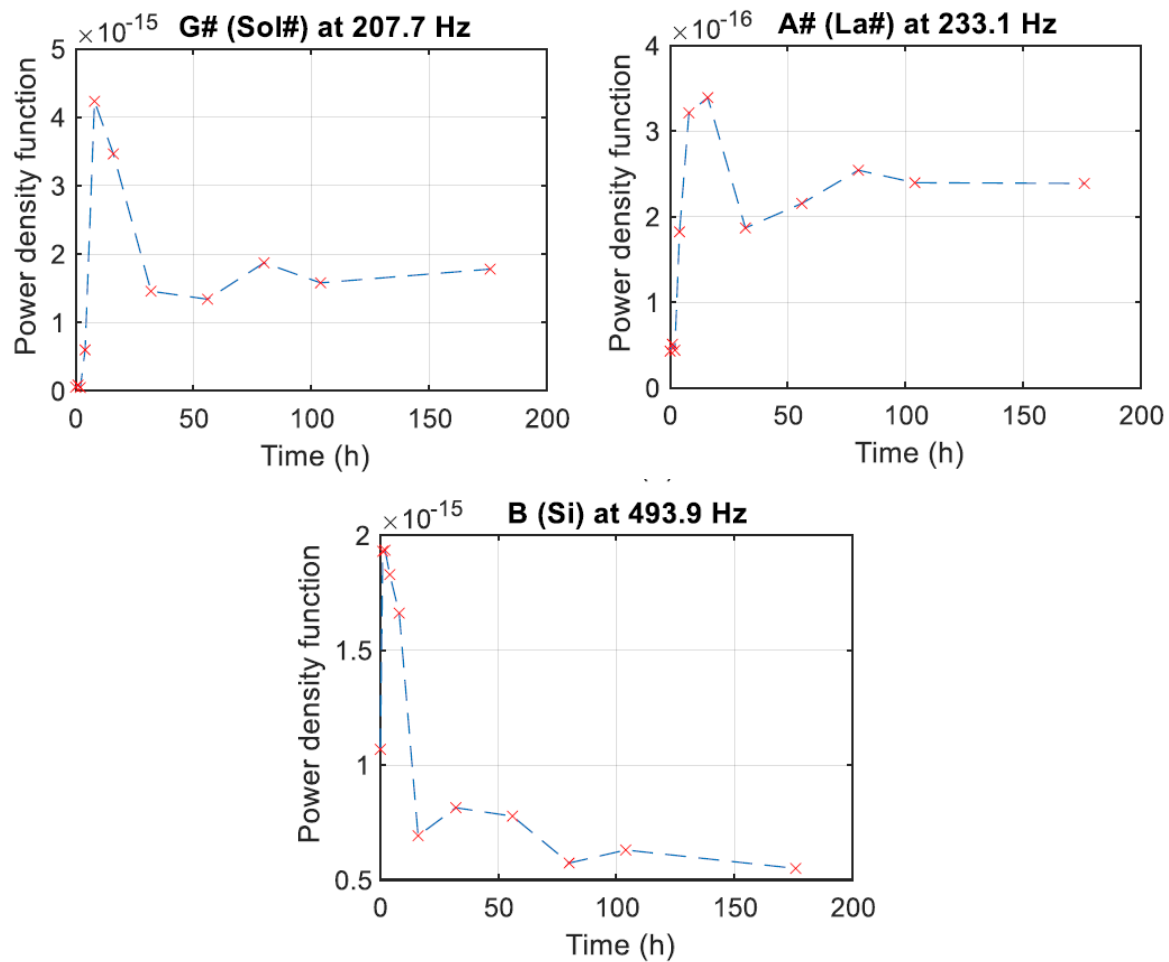 ×10⁻¹⁵ G# (Sol#) at 207.7 Hz
Power density function
5
4
3
2
1
0
0 50 100 150 200
Time (h)
×10⁻¹⁶ A# (La#) at 233.1 Hz
Power density function
4
3
2
1
0
0 50 100 150 200
Time (h)
×10⁻¹⁵ B (Si) at 493.9 Hz
Power density function
2
1.5
1
0.5
0 50 100 150 200
Time (h)